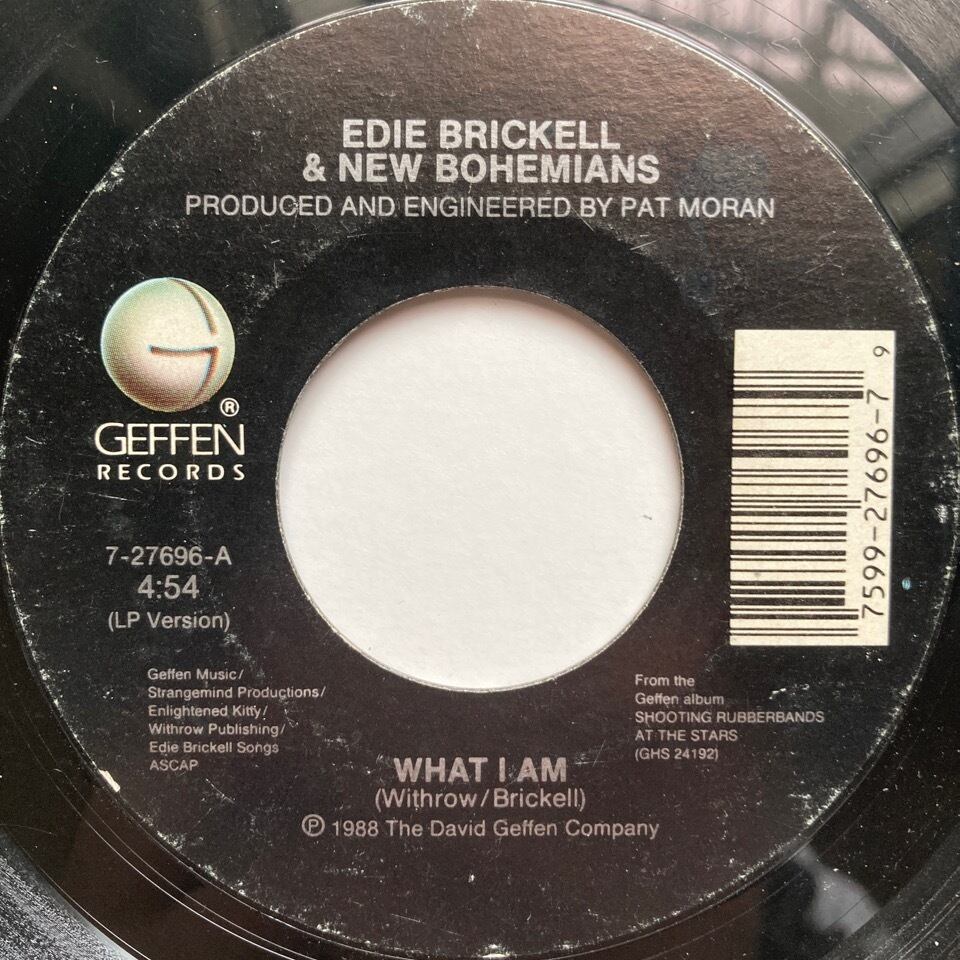 EDIE BRICKELL
& NEW BOHEMIANS
PRODUCED AND ENGINEERED BY PAT MORAN
GEFFEN®
RECORDS
7-27696-A
4:54
(LP Version)
Geffen Music/
Strangemind Productions/
Enlightened Kitty/
Withrow Publishing/
Edie Brickell Songs
ASCAP
7599-27696-7
9
From the
Geffen album
SHOOTING RUBBERBANDS
AT THE STARS
(GHS 24192)
WHAT I AM
(Withrow/Brickell)
℗ 1988 The David Geffen Company